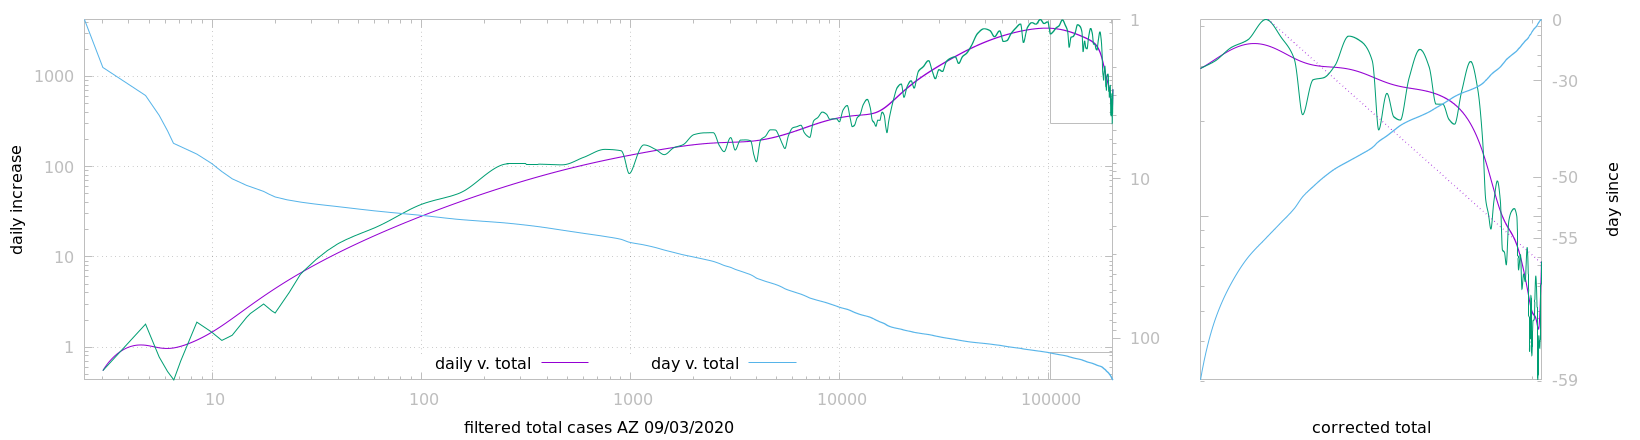 daily increase
1000
100
10
1
10
100
1000
10000
100000
daily v. total
day v. total
filtered total cases AZ 09/03/2020
1
10
100
0
-30
-50
-55
-59
day since
corrected total